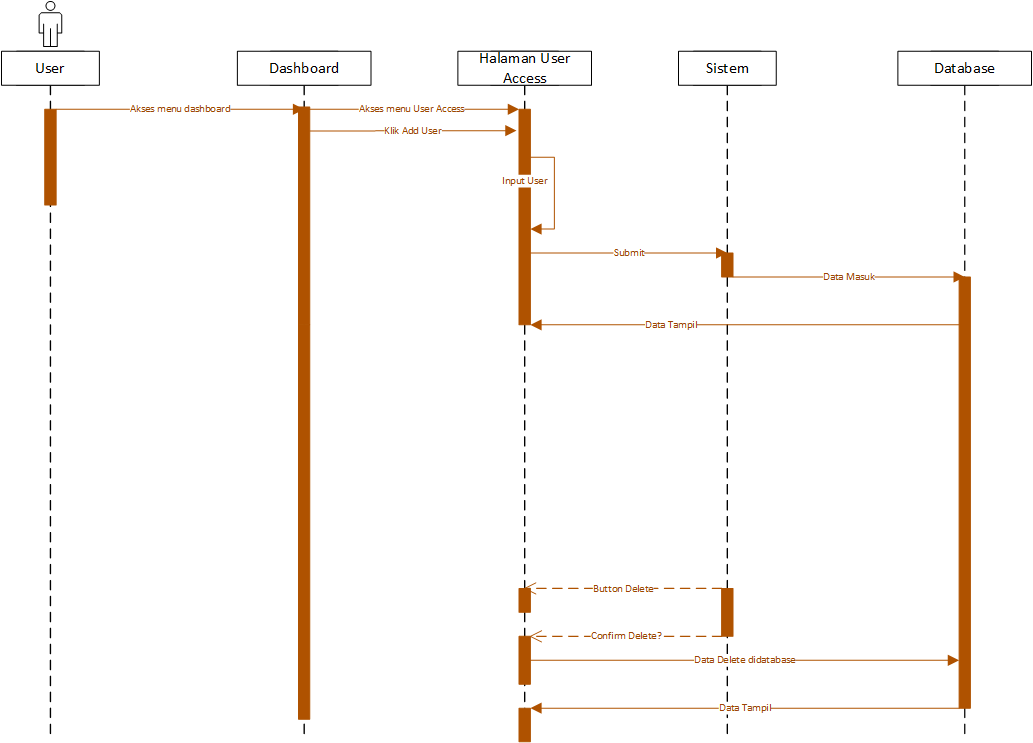 User
Dashboard
Halaman User
Access
Sistem
Database
Akses menu dashboard
Akses menu User Access
Klik Add User
Input User
Submit
Data Masuk
Data Tampil
Button Delete
Confirm Delete?
Data Delete didatabase
Data Tampil